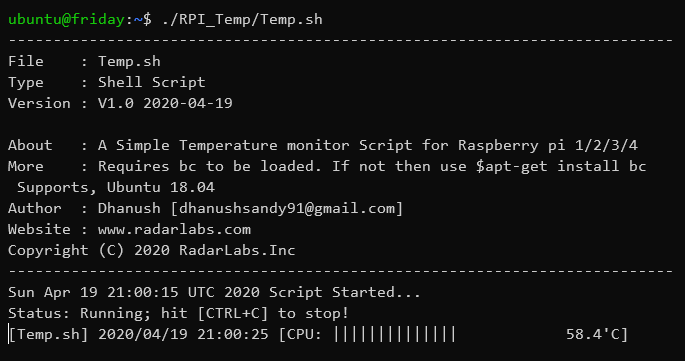 ubuntu@friday:~$ ./RPI_Temp/Temp.sh
--------------------------------------------------------------------------
File    : Temp.sh
Type    : Shell Script
Version : V1.0 2020-04-19
About   : A Simple Temperature monitor Script for Raspberry pi 1/2/3/4
More    : Requires bc to be loaded. If not then use $apt-get install bc
 Supports, Ubuntu 18.04
Author  : Dhanush [dhanushsandy91@gmail.com]
Website : www.radarlabs.com
Copyright (C) 2020 RadarLabs.Inc
--------------------------------------------------------------------------
Sun Apr 19 21:00:15 UTC 2020 Script Started...
Status: Running; hit [CTRL+C] to stop!
[Temp.sh] 2020/04/19 21:00:25 [CPU: ||||||||||||||            58.4'C]